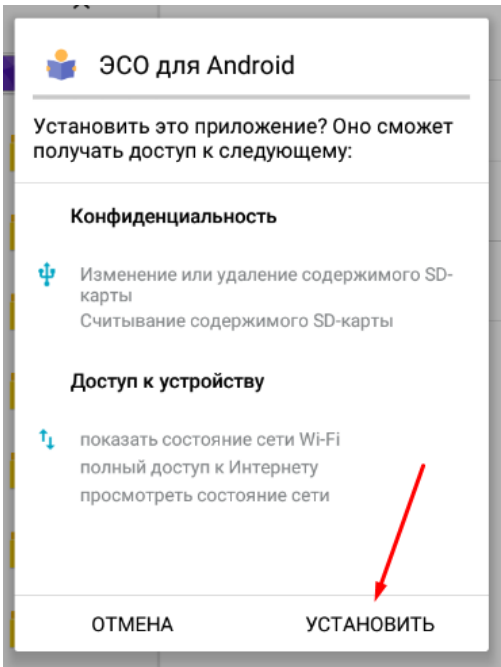 ЭСО для Android
Установить это приложение? Оно сможет
получать доступ к следующему:
Конфиденциальность
Изменение или удаление содержимого SD-
карты
Считывание содержимого SD-карты
Доступ к устройству
показать состояние сети Wi-Fi
полный доступ к Интернету
просмотреть состояние сети
ОТМЕНА УСТАНОВИТЬ